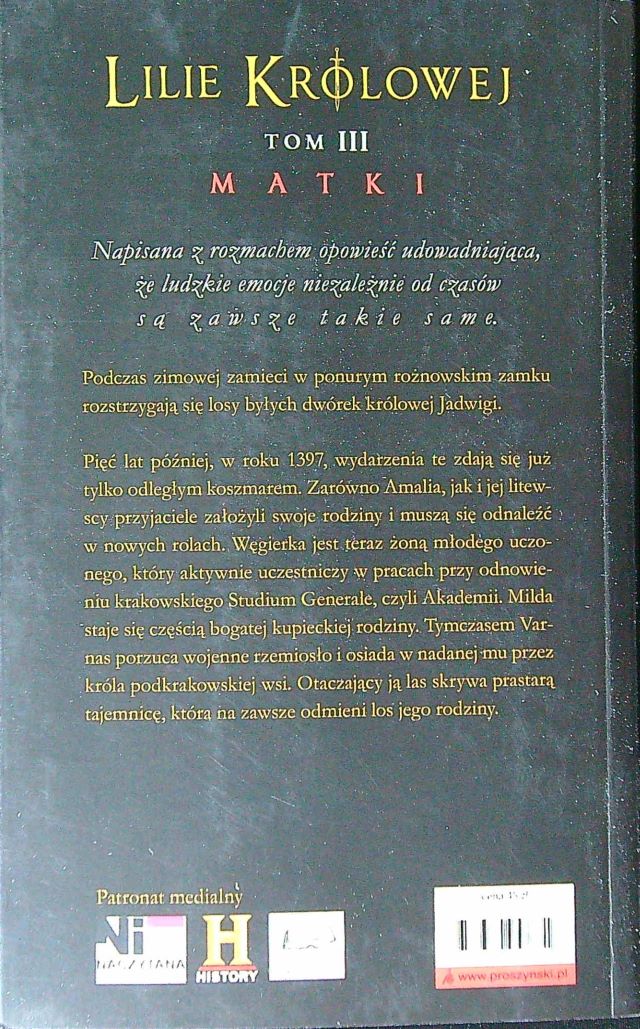 LILIE KRÓLOWEJ
TOM III
MATKI
Napisana z rozmachem opowieść udowadniająca,
że ludzkie emocje niezależnie od czasów
są zawsze takie same.
Podczas zimowej zamieci w ponurym rożnowskim zamku
rozstrzygają się losy byłych dwórek królowej Jadwigi.
Pięć lat później, w roku 1397, wydarzenia te zdają się już
tylko odległym koszmarem. Zarówno Amalia, jak i jej litew-
scy przyjaciele założyli swoje rodziny i muszą się odnaleźć
w nowych rolach. Węgierka jest teraz żoną młodego uczo-
nego, który aktywnie uczestniczy w pracach przy odnowie-
niu krakowskiego Studium Generale, czyli Akademii. Milda
staje się częścią bogatej kupieckiej rodziny. Tymczasem Var-
nas porzuca wojenne rzemiosło i osiada w nadanej mu przez
króla podkrakowskiej wsi. Otaczający ją las skrywa prastarą
tajemnicę, która na zawsze odmieni los jego rodziny.
Patronat medialny
NACZYTANA
H
HISTORY
cena 45 zł
www.proszynski.pl